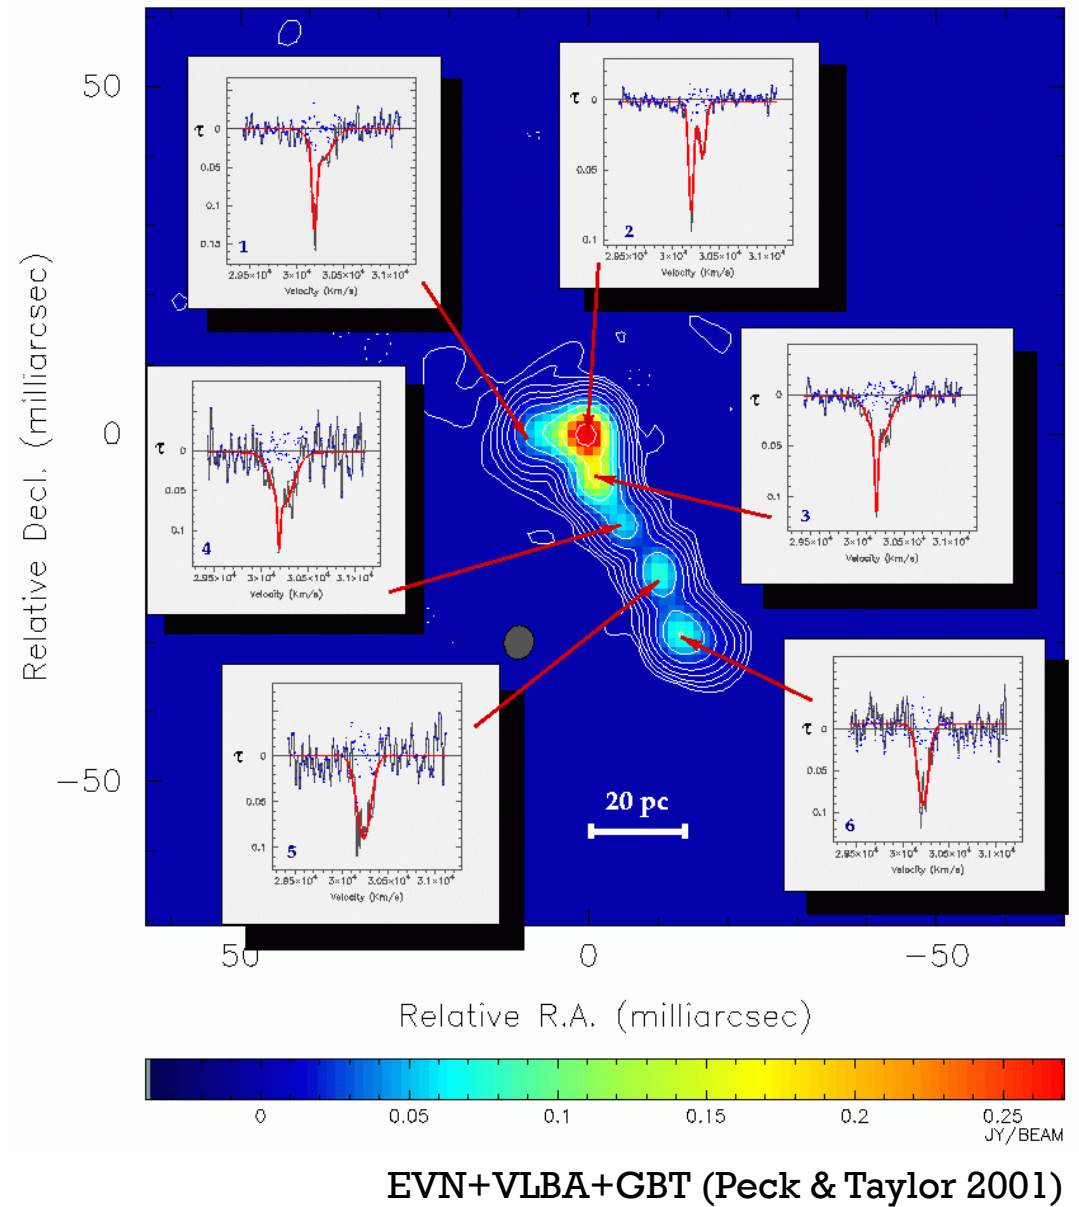 50
0
−50
Relative Decl. (milliarcsec)
τ
0
0.05
0.1
0.15
1
2.95×10⁴ 3×10⁴ 3.05×10⁴ 3.1×10⁴
Velocity (Km/s)
τ
0
0.05
0.1
2
2.95×10⁴ 3×10⁴ 3.05×10⁴ 3.1×10⁴
Velocity (Km/s)
τ
0
0.05
0.1
3
2.95×10⁴ 3×10⁴ 3.05×10⁴ 3.1×10⁴
Velocity (Km/s)
τ
0
0.05
0.1
4
2.95×10⁴ 3×10⁴ 3.05×10⁴ 3.1×10⁴
Velocity (Km/s)
τ
0
0.05
0.1
5
2.95×10⁴ 3×10⁴ 3.05×10⁴ 3.1×10⁴
Velocity (Km/s)
τ
0
0.05
0.1
6
2.95×10⁴ 3×10⁴ 3.05×10⁴ 3.1×10⁴
Velocity (Km/s)
20 pc
50 0 −50
Relative R.A. (milliarcsec)
0 0.05 0.1 0.15 0.2 0.25
JY/BEAM
EVN+VLBA+GBT (Peck & Taylor 2001)